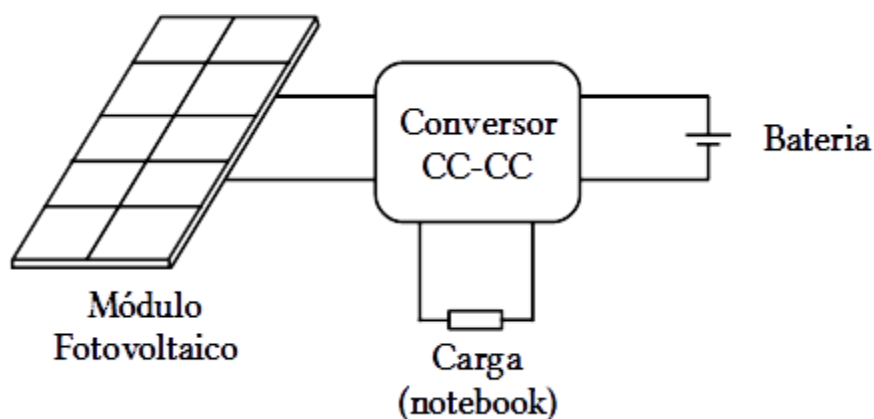 Conversor
CC-CC
Bateria
Módulo
Fotovoltaico
Carga
(notebook)